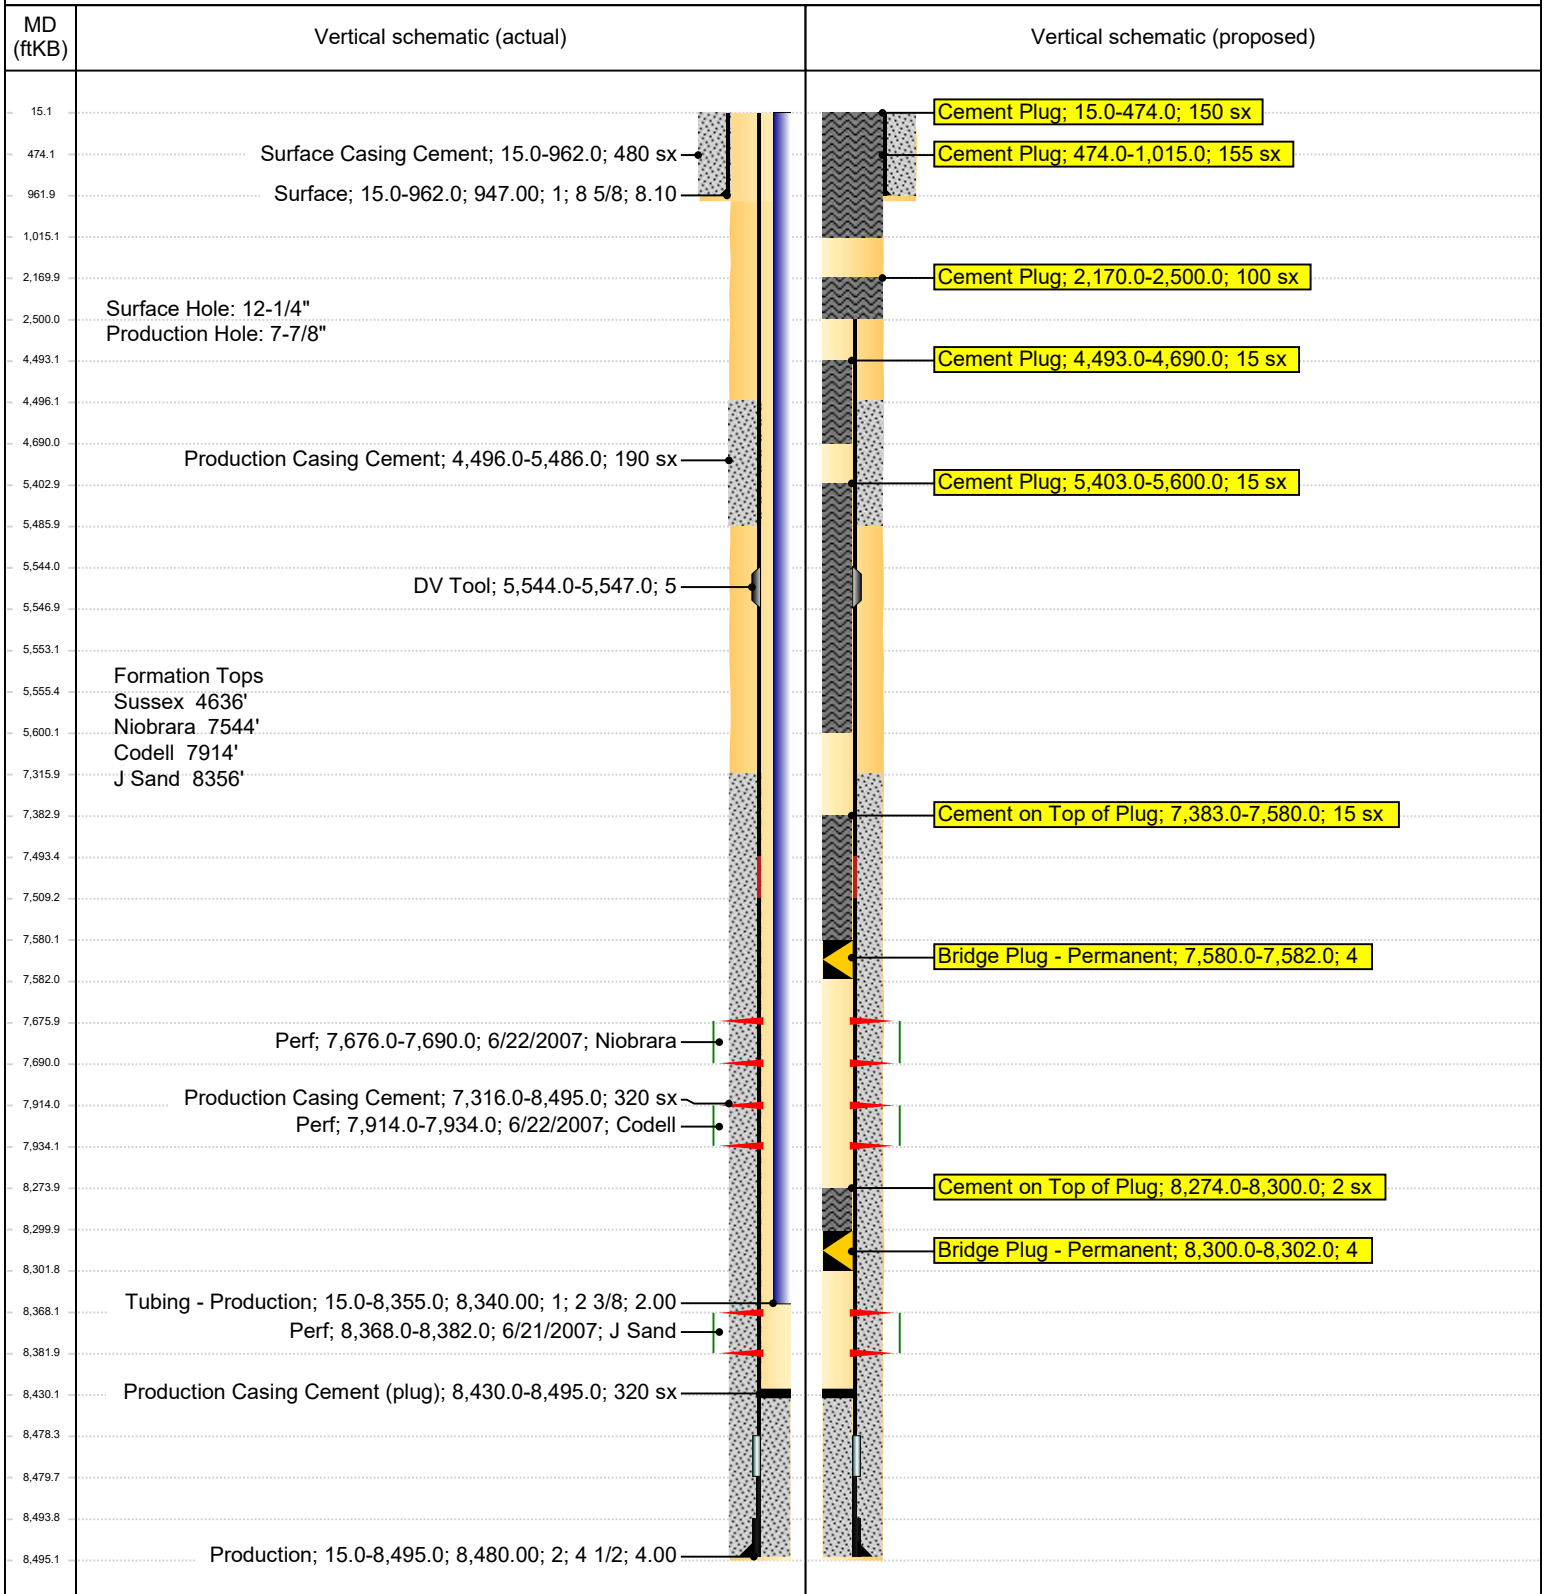 MD
(ftKB)
Vertical schematic (actual)
Vertical schematic (proposed)
15.1
Cement Plug; 15.0-474.0; 150 sx
474.1
Surface Casing Cement; 15.0-962.0; 480 sx
Cement Plug; 474.0-1,015.0; 155 sx
961.9
Surface; 15.0-962.0; 947.00; 1; 8 5/8; 8.10
1,015.1
2,169.9
Cement Plug; 2,170.0-2,500.0; 100 sx
Surface Hole: 12-1/4"
2,500.0
Production Hole: 7-7/8"
4,493.1
Cement Plug; 4,493.0-4,690.0; 15 sx
4,496.1
4,690.0
Production Casing Cement; 4,496.0-5,486.0; 190 sx
5,402.9
Cement Plug; 5,403.0-5,600.0; 15 sx
5,485.9
5,544.0
DV Tool; 5,544.0-5,547.0; 5
5,546.9
5,553.1
Formation Tops
5,555.4
Sussex 4636'
Niobrara 7544'
5,600.1
Codell 7914'
7,315.9
J Sand 8356'
7,382.9
Cement on Top of Plug; 7,383.0-7,580.0; 15 sx
7,493.4
7,509.2
7,580.1
Bridge Plug - Permanent; 7,580.0-7,582.0; 4
7,582.0
7,675.9
Perf; 7,676.0-7,690.0; 6/22/2007; Niobrara
7,690.0
Production Casing Cement; 7,316.0-8,495.0; 320 sx
7,914.0
Perf; 7,914.0-7,934.0; 6/22/2007; Codell
7,934.1
8,273.9
Cement on Top of Plug; 8,274.0-8,300.0; 2 sx
8,299.9
Bridge Plug - Permanent; 8,300.0-8,302.0; 4
8,301.8
Tubing - Production; 15.0-8,355.0; 8,340.00; 1; 2 3/8; 2.00
8,368.1
Perf; 8,368.0-8,382.0; 6/21/2007; J Sand
8,381.9
8,430.1
Production Casing Cement (plug); 8,430.0-8,495.0; 320 sx
8,478.3
8,479.7
8,493.8
8,495.1
Production; 15.0-8,495.0; 8,480.00; 2; 4 1/2; 4.00